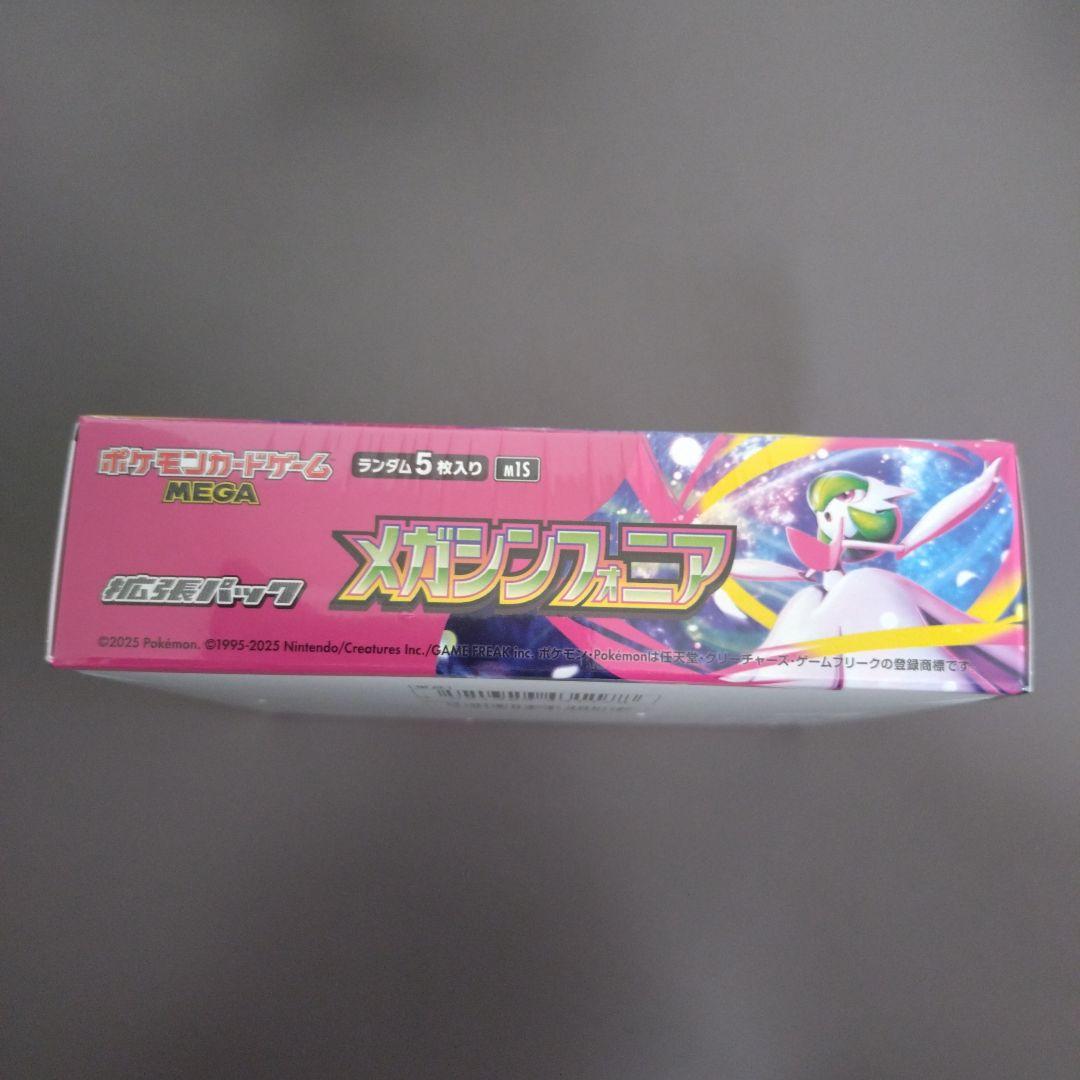 ポケモンカードゲーム
MEGA
ランダム5枚入り
m1S
メガシンフォニア
拡張パック
©2025 Pokémon. ©1995-2025 Nintendo/Creatures Inc./GAME FREAK inc. ポケモン・Pokémonは任天堂・クリーチャーズ・ゲームフリークの登録商標です。